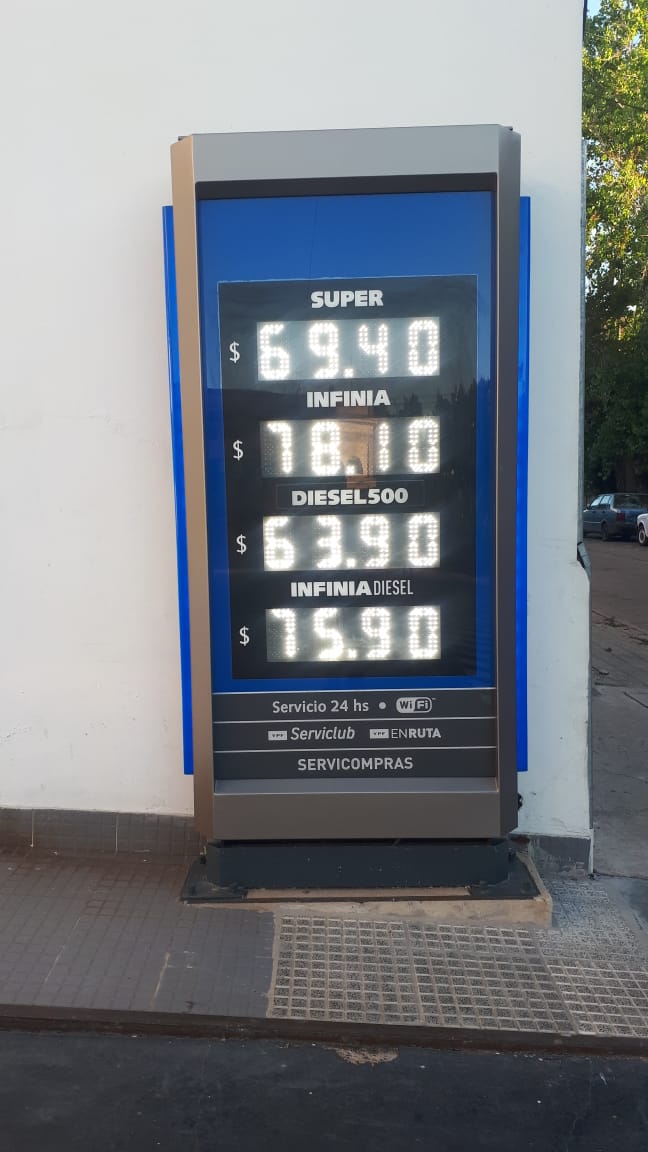 SUPER
$ 69.40
INFINIA
$ 78.10
DIESEL500
$ 63.90
INFINIA DIESEL
$ 75.90
Servicio 24 hs • WiFi
YPF Serviclub YPF ENRUTA
SERVICOMPRAS